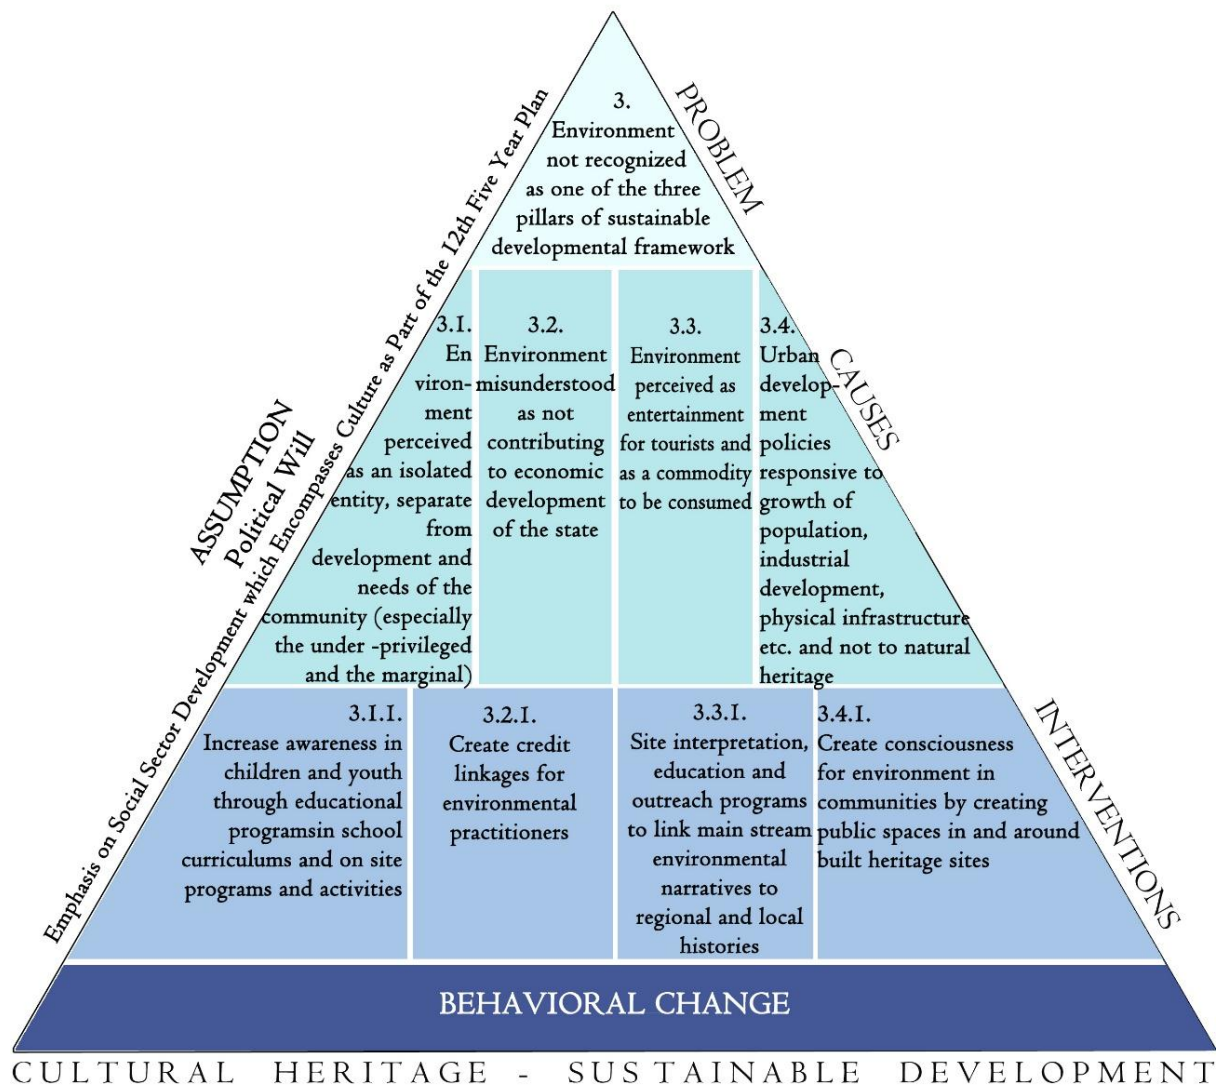 3.
Environment
not recognized
as one of the three
pillars of sustainable
developmental framework
PROBLEM
3.1.
En
viron-
ment
perceived
as an isolated
entity, separate
from
development and
needs of the
community (especially
the under -privileged
and the marginal)
3.2.
Environment
misunderstood
as not
contributing
to economic
development
of the state
3.3.
Environment
perceived as
entertainment
for tourists and
as a commodity
to be consumed
3.4.
Urban
develop-
ment
policies
responsive to
growth of
population,
industrial
development,
physical infrastructure
etc. and not to natural
heritage
CAUSES
ASSUMPTION
Political Will
Emphasis on Social Sector Development which Encompasses Culture as Part of the 12th Five Year Plan
3.1.1.
Increase awareness in
children and youth
through educational
programsin school
curriculums and on site
programs and activities
3.2.1.
Create credit
linkages for
environmental
practitioners
3.3.1.
Site interpretation,
education and
outreach programs
to link main stream
environmental
narratives to
regional and local
histories
3.4.1.
Create consciousness
for environment in
communities by creating
public spaces in and around
built heritage sites
INTERVENTIONS
BEHAVIORAL CHANGE
CULTURAL HERITAGE - SUSTAINABLE DEVELOPMENT